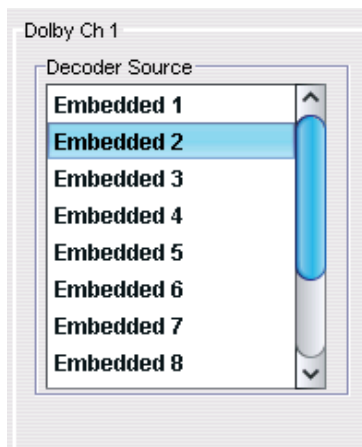 Dolby Ch 1
Decoder Source
Embedded 1
Embedded 2
Embedded 3
Embedded 4
Embedded 5
Embedded 6
Embedded 7
Embedded 8